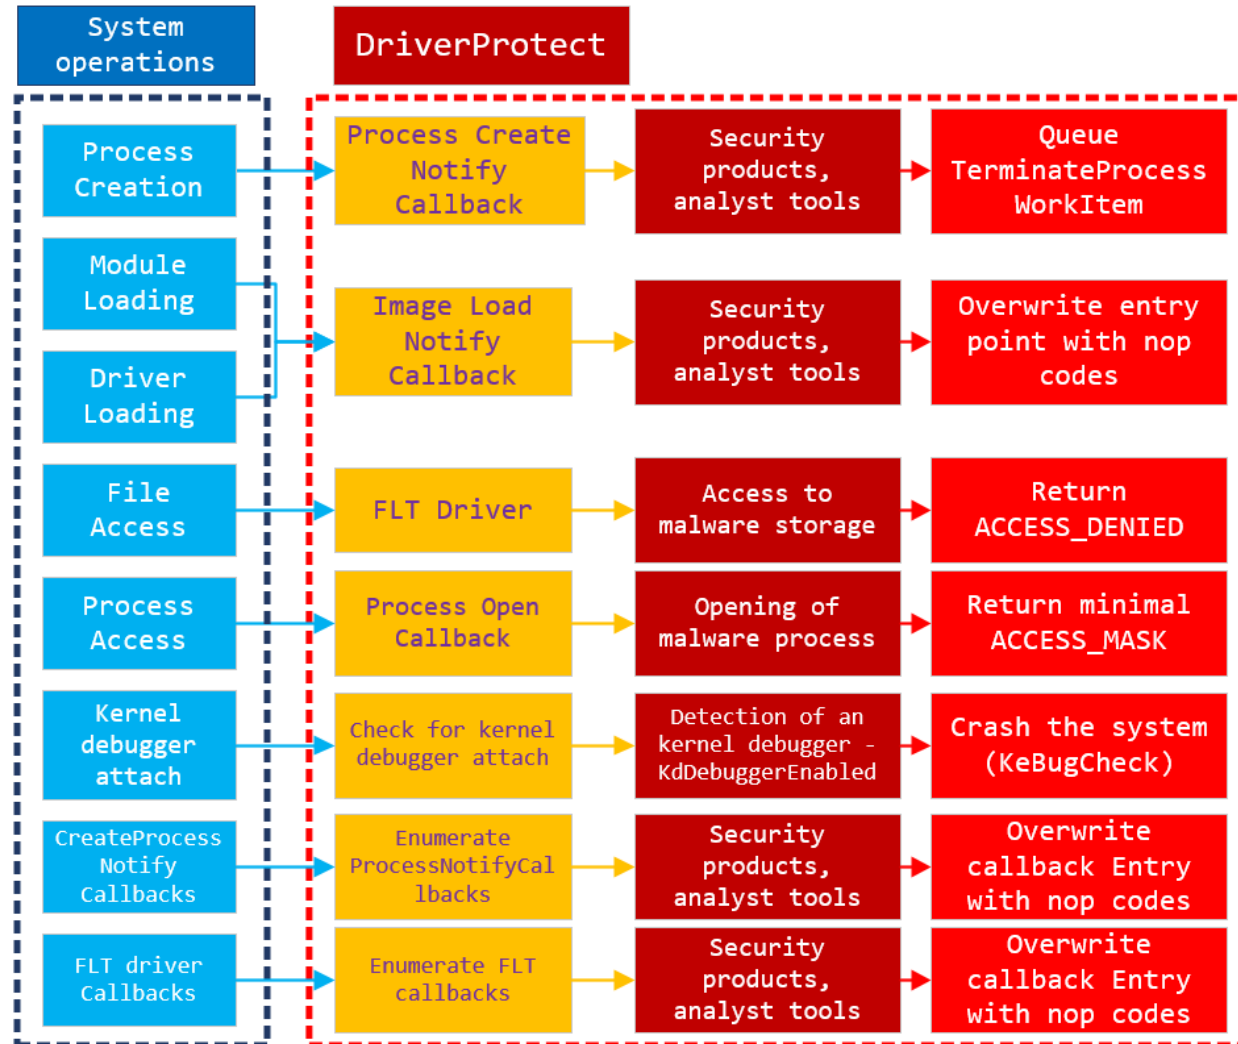 System
operations
DriverProtect
Process
Creation
Process Create
Notify
Callback
Security
products,
analyst tools
Queue
TerminateProcess
WorkItem
Module
Loading
Driver
Loading
Image Load
Notify
Callback
Security
products,
analyst tools
Overwrite entry
point with nop
codes
File
Access
FLT Driver
Access to
malware storage
Return
ACCESS_DENIED
Process
Access
Process Open
Callback
Opening of
malware process
Return minimal
ACCESS_MASK
Kernel
debugger
attach
Check for kernel
debugger attach
Detection of an
kernel debugger -
KdDebuggerEnabled
Crash the system
(KeBugCheck)
CreateProcess
Notify
Callbacks
Enumerate
ProcessNotifyCal
lbacks
Security
products,
analyst tools
Overwrite
callback Entry
with nop codes
FLT driver
Callbacks
Enumerate FLT
callbacks
Security
products,
analyst tools
Overwrite
callback Entry
with nop codes